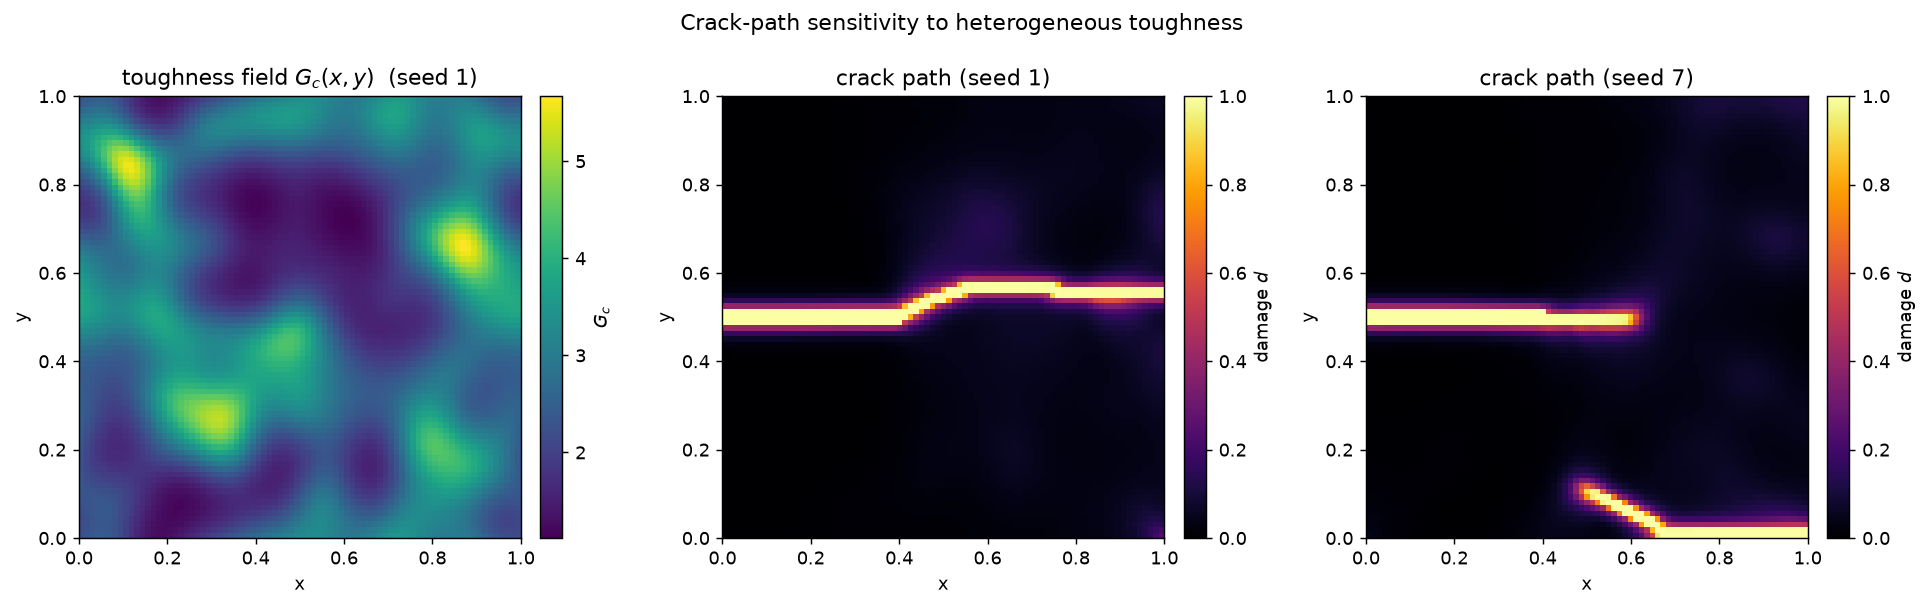 Crack-path sensitivity to heterogeneous toughness
toughness field $G_c(x, y)$ (seed 1)
1.0
0.8
0.6
0.4
0.2
0.0
y
0.0 0.2 0.4 0.6 0.8 1.0
x
5
4
3
2
$G_c$
crack path (seed 1)
1.0
0.8
0.6
0.4
0.2
0.0
y
0.0 0.2 0.4 0.6 0.8 1.0
x
1.0
0.8
0.6
0.4
0.2
0.0
damage d
crack path (seed 7)
1.0
0.8
0.6
0.4
0.2
0.0
y
0.0 0.2 0.4 0.6 0.8 1.0
x
1.0
0.8
0.6
0.4
0.2
0.0
damage d